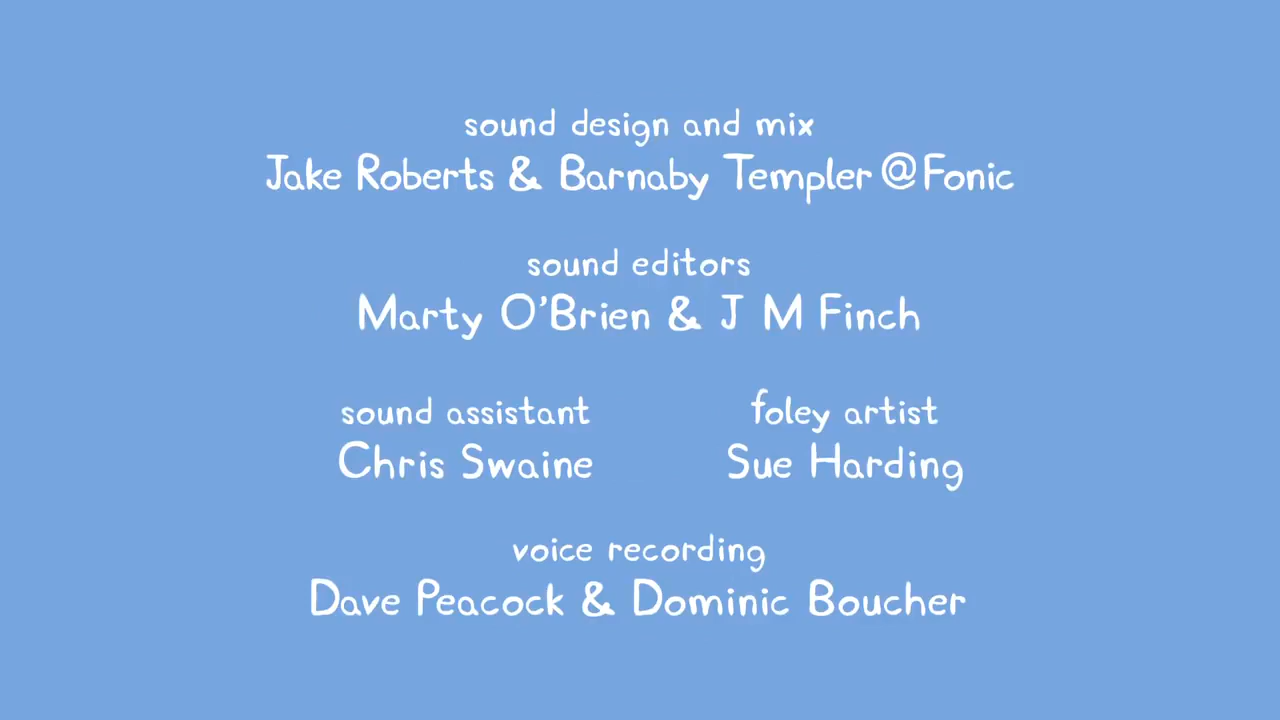 sound design and mix
Jake Roberts & Barnaby Templer @ Fonic
sound editors
Marty O'Brien & J M Finch
sound assistant
Chris Swaine
foley artist
Sue Harding
voice recording
Dave Peacock & Dominic Boucher